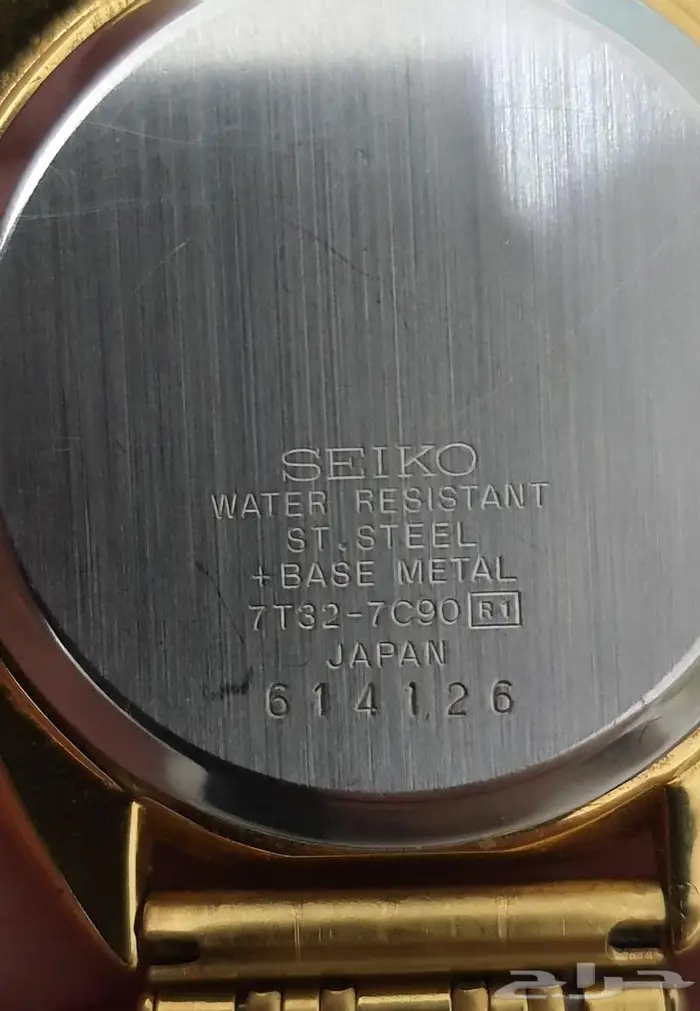 SEIKO
WATER RESISTANT
ST.STEEL
+BASE METAL
7T32-7C90 R1
JAPAN
614126
حراج